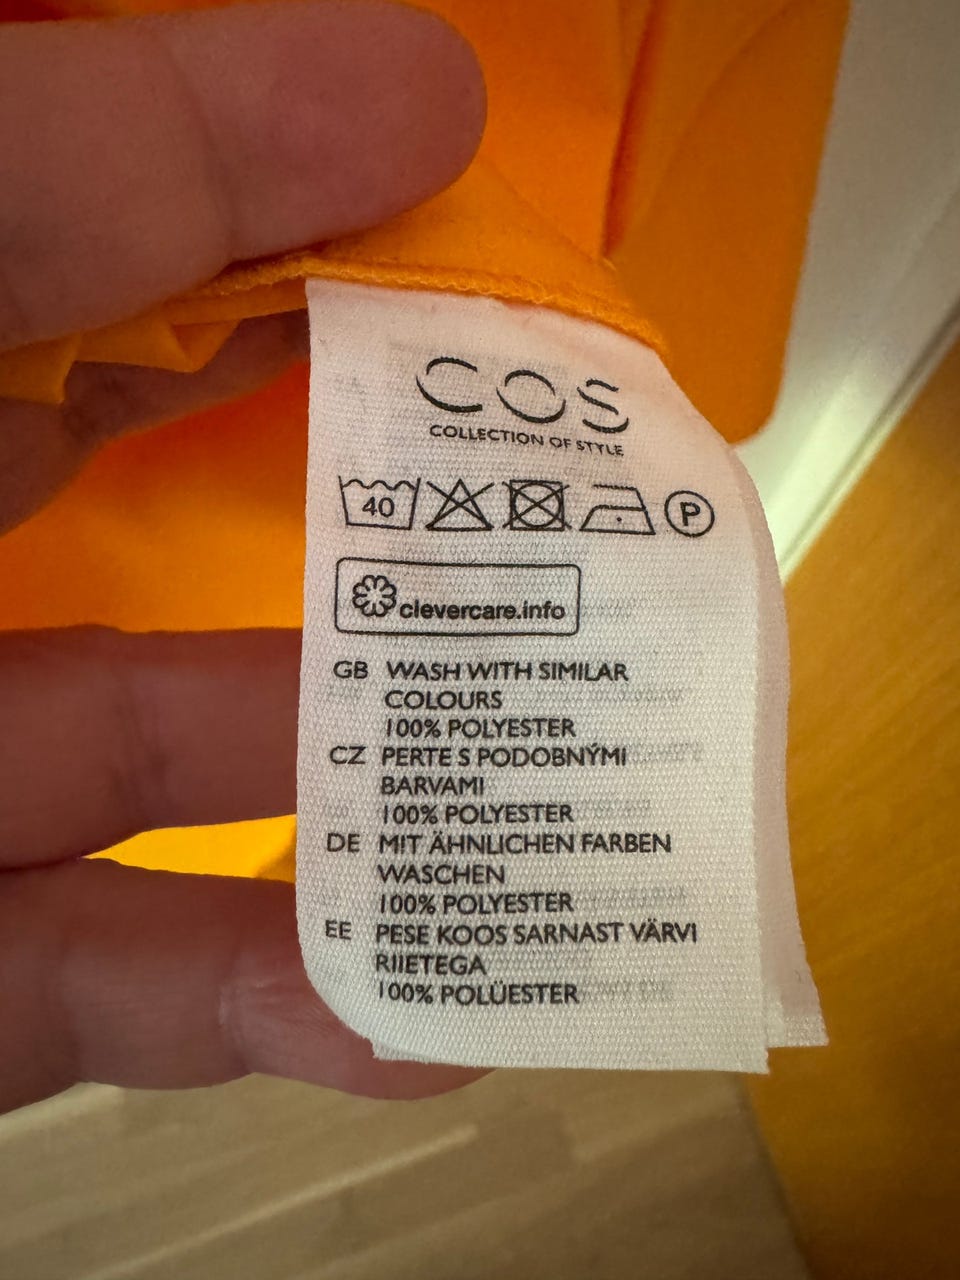 COS
COLLECTION OF STYLE
40 P
clevercare.info
GB WASH WITH SIMILAR
COLOURS
100% POLYESTER
CZ PERTE S PODOBNÝMI
BARVAMI
100% POLYESTER
DE MIT ÄHNLICHEN FARBEN
WASCHEN
100% POLYESTER
EE PESE KOOS SARNAST VÄRVI
RIIETEGA
100% POLÜESTER